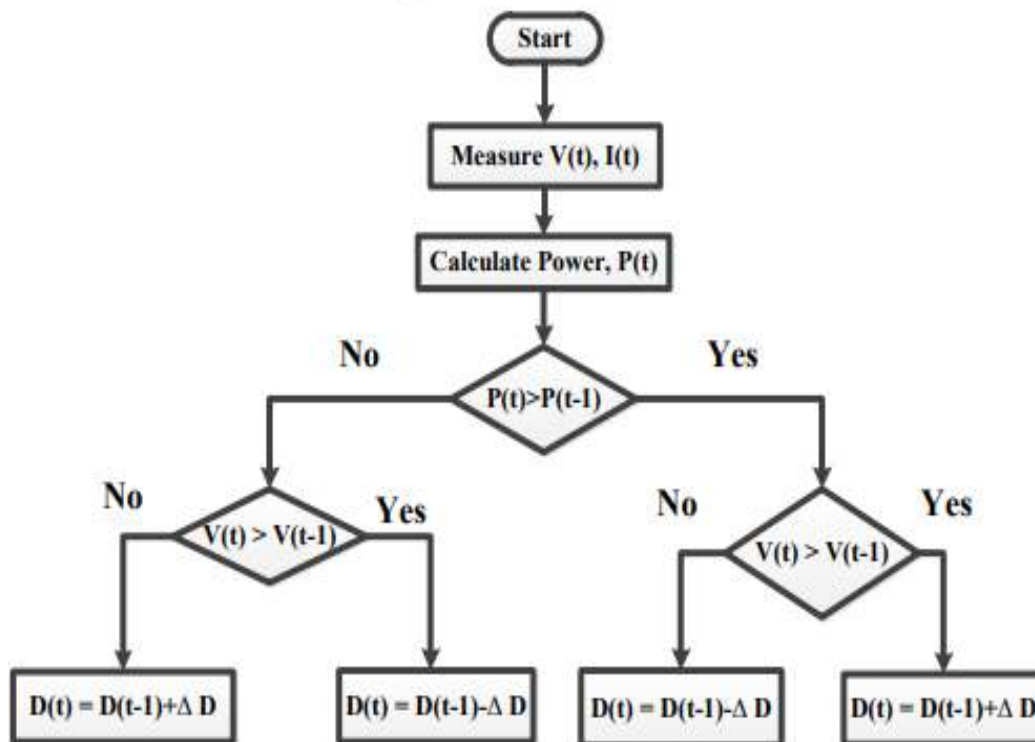 Start
Measure V(t), I(t)
Calculate Power, P(t)
No
Yes
P(t)>P(t-1)
No
Yes
No
Yes
V(t) > V(t-1)
V(t) > V(t-1)
D(t) = D(t-1)+Δ D
D(t) = D(t-1)-Δ D
D(t) = D(t-1)-Δ D
D(t) = D(t-1)+Δ D